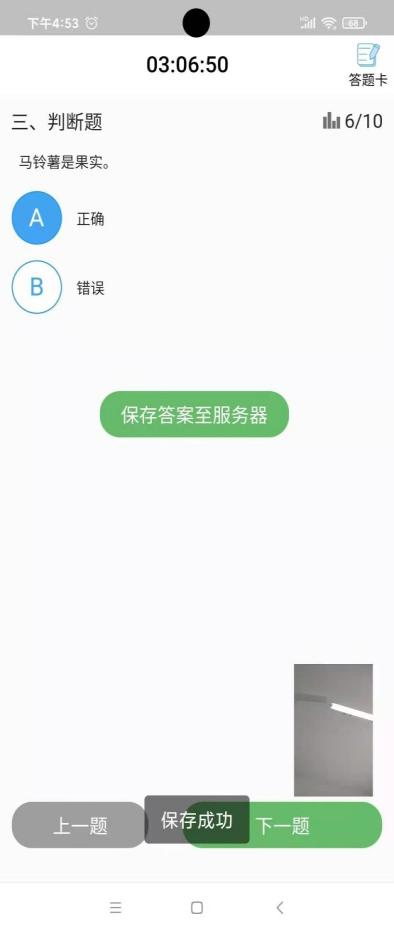 下午4:53
68
03:06:50
答题卡
三、判断题
6/10
马铃薯是果实。
A 正确
B 错误
保存答案至服务器
上一题
保存成功
下一题